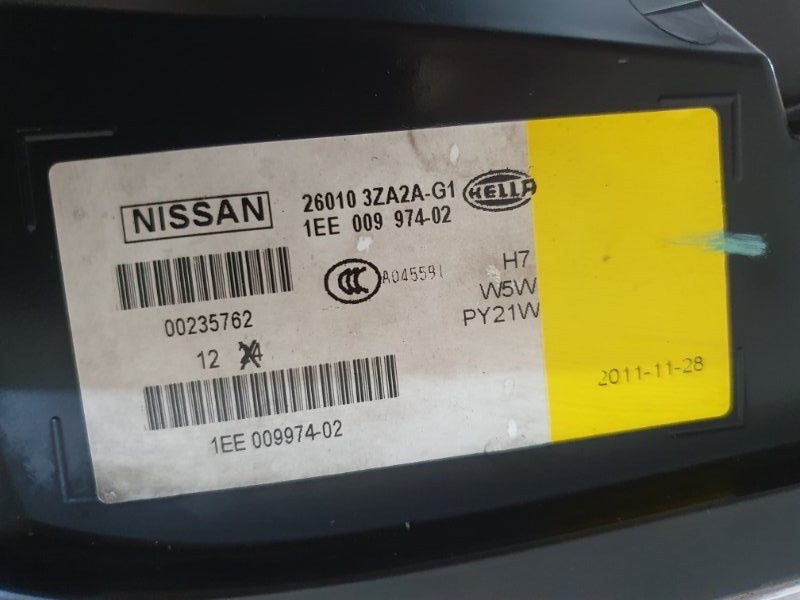 NISSAN
26010 3ZA2A-G1
HELLA
1EE 009 974-02
CCC
A045591
H7
W5W
PY21W
00235762
12
2011-11-28
1EE 009974-02